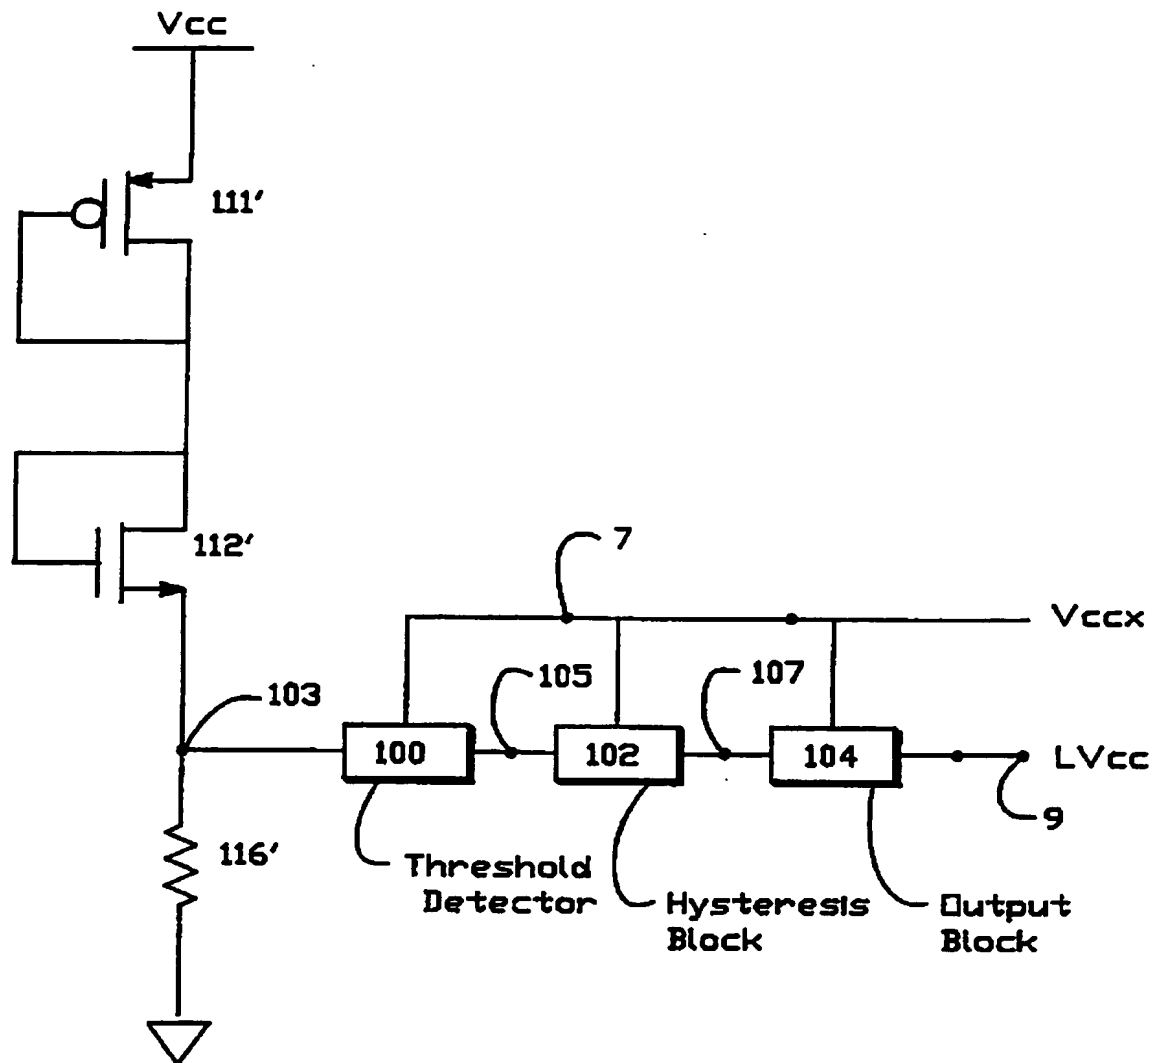 Vcc
111′
112′
7
Vccx
103
105
107
100
102
104
LVcc
9
116′
Threshold
Detector
Hysteresis
Block
Output
Block